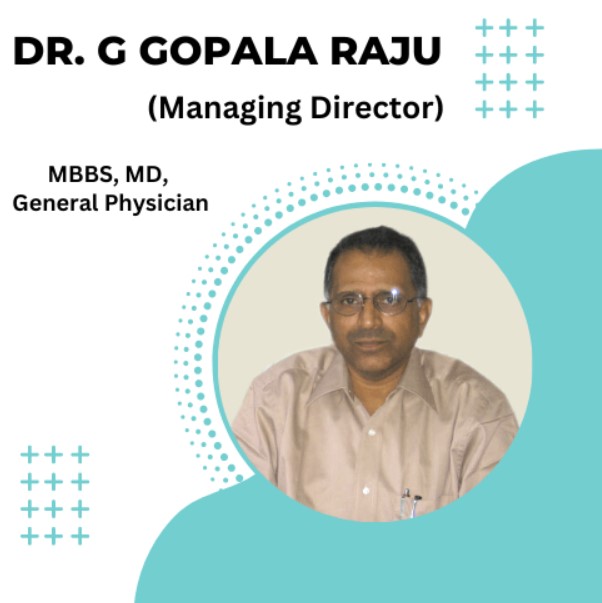 DR. G GOPALA RAJU
(Managing Director)
MBBS, MD,
General Physician